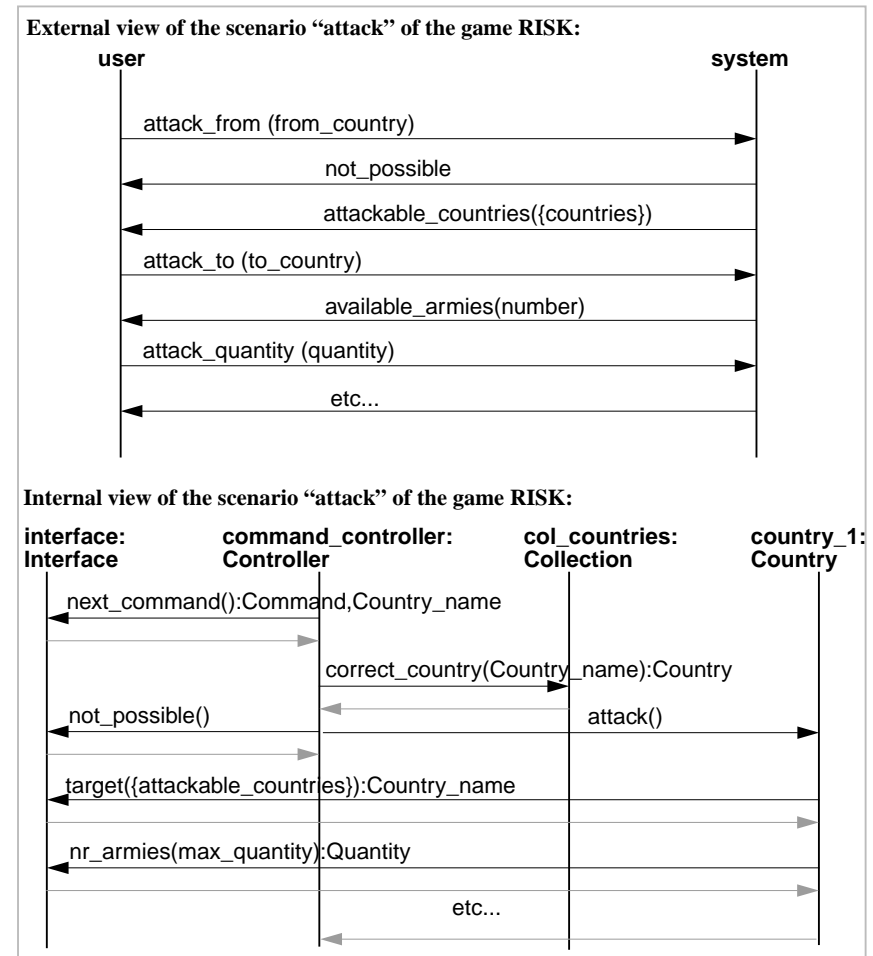 External view of the scenario “attack” of the game RISK:
user system
attack_from (from_country)
not_possible
attackable_countries({countries})
attack_to (to_country)
available_armies(number)
attack_quantity (quantity)
etc...
Internal view of the scenario “attack” of the game RISK:
interface: command_controller: col_countries: country_1:
Interface Controller Collection Country
next_command():Command,Country_name
correct_country(Country_name):Country
not_possible() attack()
target({attackable_countries}):Country_name
nr_armies(max_quantity):Quantity
etc...